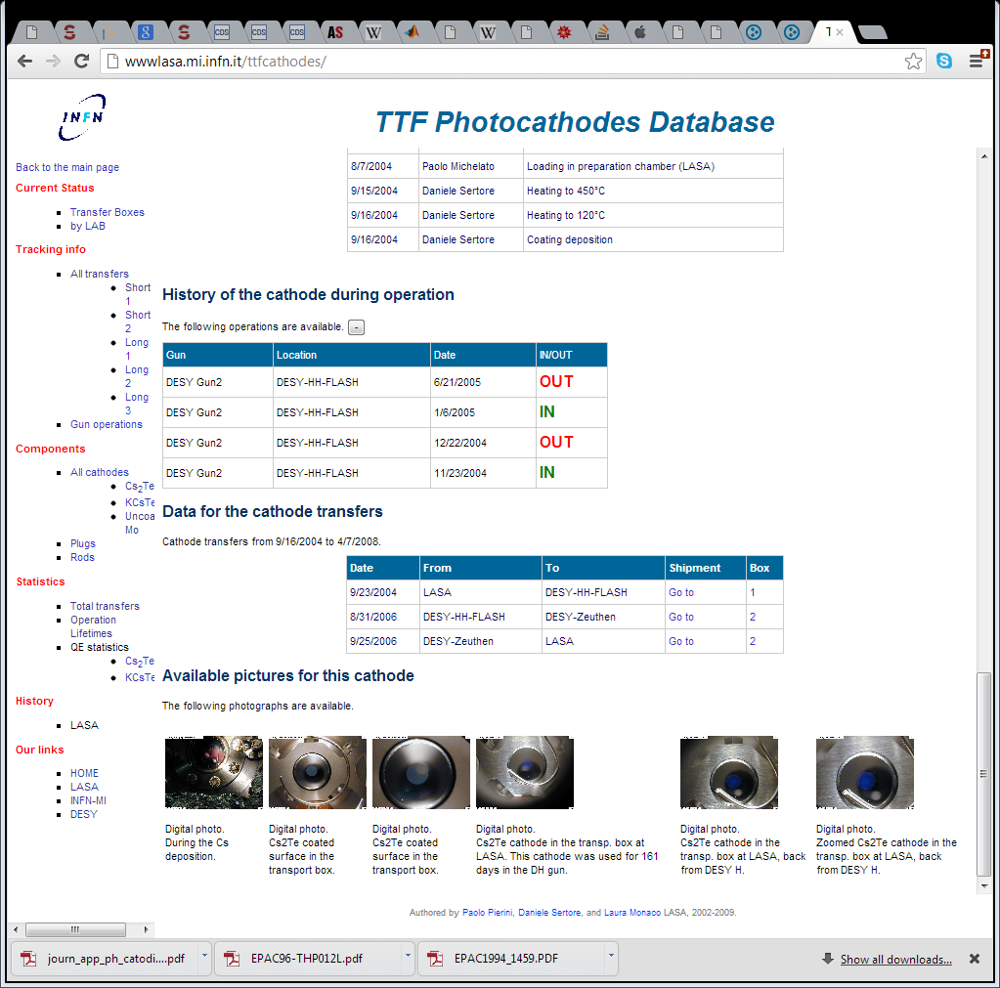 T
wwwlasa.mi.infn.it/ttfcathodes/
INFN
TTF Photocathodes Database
Back to the main page
Current Status
Transfer Boxes
by LAB
Tracking info
All transfers
Short
1
Short
2
Long
1
Long
2
Long
3
Gun operations
Components
All cathodes
Cs2Te
KCsTe
Uncoa
Mo
Plugs
Rods
Statistics
Total transfers
Operation
Lifetimes
QE statistics
Cs2Te
KCsTe
History
LASA
Our links
HOME
LASA
INFN-MI
DESY
8/7/2004 Paolo Michelato Loading in preparation chamber (LASA)
9/15/2004 Daniele Sertore Heating to 450°C
9/16/2004 Daniele Sertore Heating to 120°C
9/16/2004 Daniele Sertore Coating deposition
History of the cathode during operation
The following operations are available. -
Gun Location Date IN/OUT
DESY Gun2 DESY-HH-FLASH 6/21/2005 OUT
DESY Gun2 DESY-HH-FLASH 1/6/2005 IN
DESY Gun2 DESY-HH-FLASH 12/22/2004 OUT
DESY Gun2 DESY-HH-FLASH 11/23/2004 IN
Data for the cathode transfers
Cathode transfers from 9/16/2004 to 4/7/2008.
Date From To Shipment Box
9/23/2004 LASA DESY-HH-FLASH Go to 1
8/31/2006 DESY-HH-FLASH DESY-Zeuthen Go to 2
9/25/2006 DESY-Zeuthen LASA Go to 2
Available pictures for this cathode
The following photographs are available.
Digital photo.
During the Cs
deposition.
Digital photo.
Cs2Te coated
surface in the
transport box.
Digital photo.
Cs2Te coated
surface in the
transport box.
Digital photo.
Cs2Te cathode in the transp. box at
LASA. This cathode was used for 161
days in the DH gun.
Digital photo.
Cs2Te cathode in the
transp. box at LASA, back
from DESY H.
Digital photo.
Zoomed Cs2Te cathode in the
transp. box at LASA, back
from DESY H.
Authored by Paolo Pierini, Daniele Sertore, and Laura Monaco LASA, 2002-2009.
journ_app_ph_catodi....pdf
EPAC96-THP012L.pdf
EPAC1994_1459.PDF
Show all downloads...